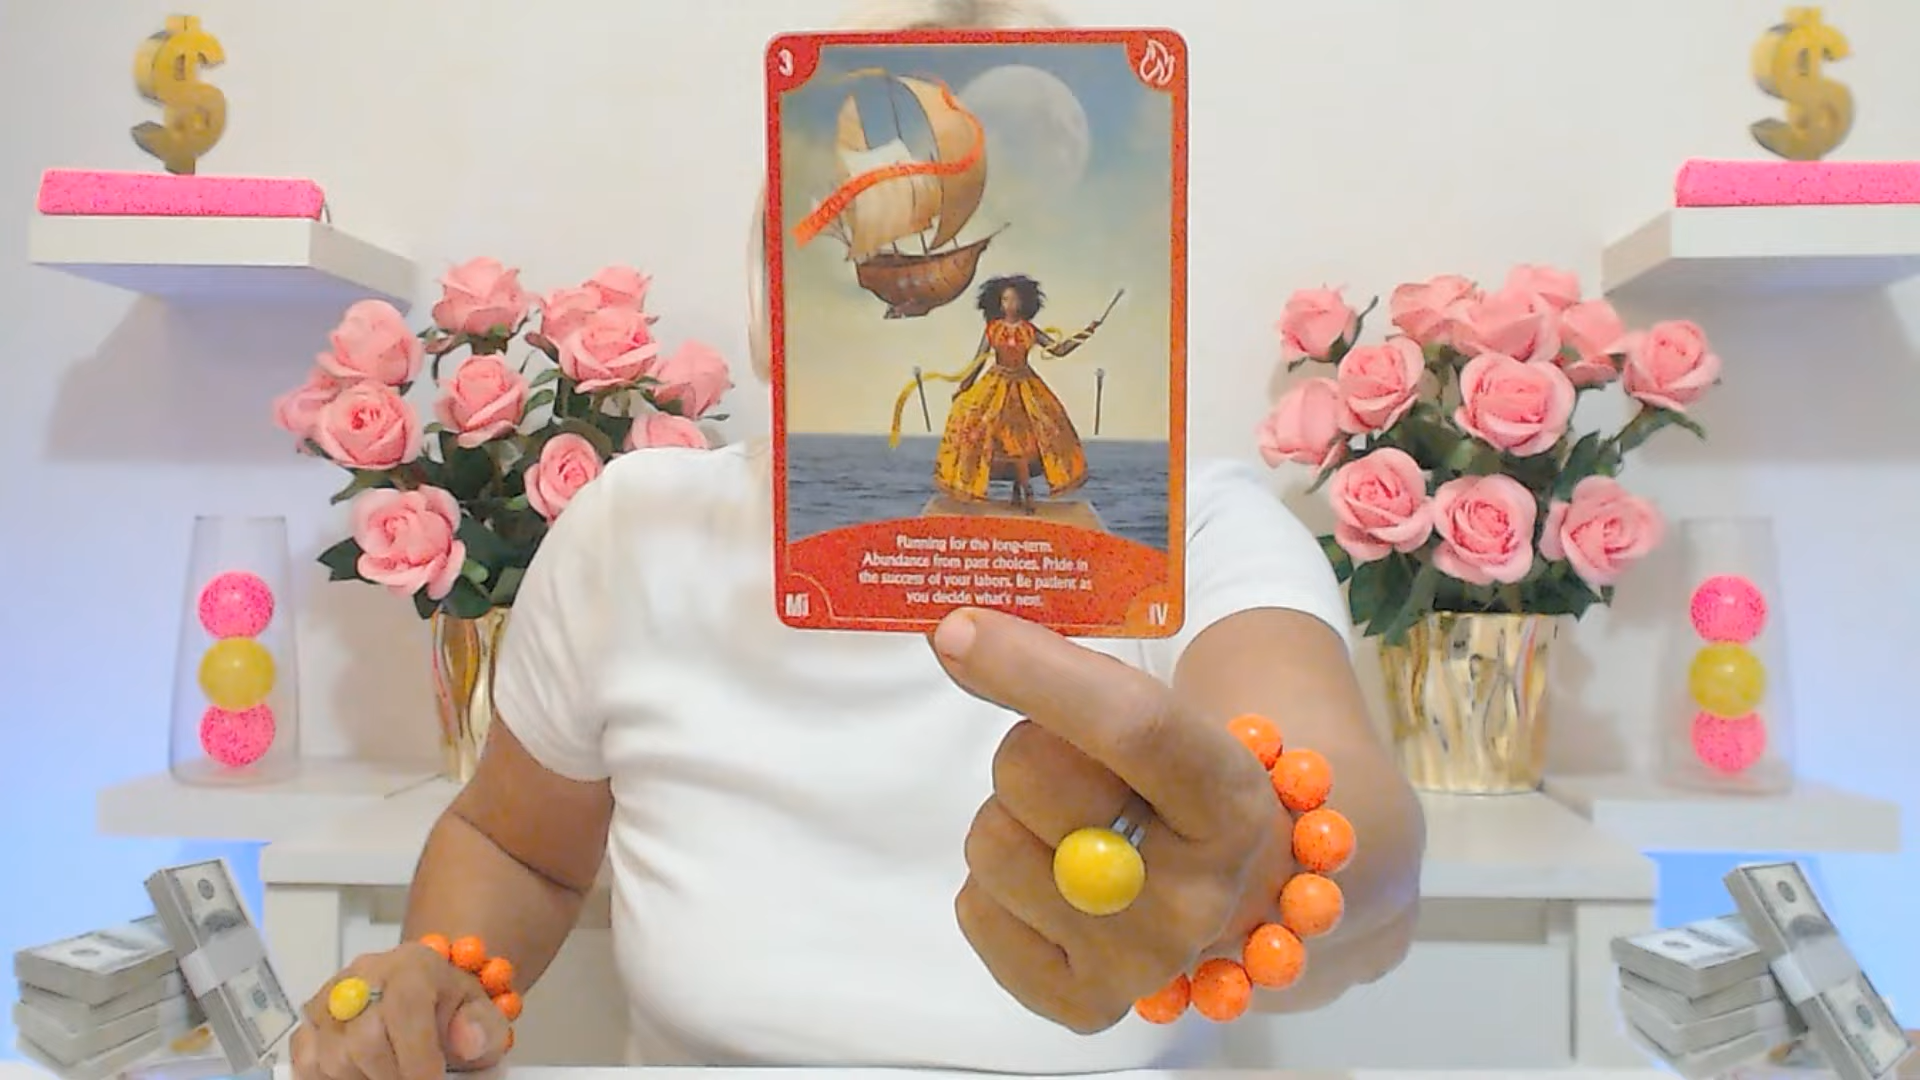 $
$
3
Planning for the long-term.
Abundance from past choices. Pride in
the success of your labors. Be patient as
you decide what's next.
Mi
IV